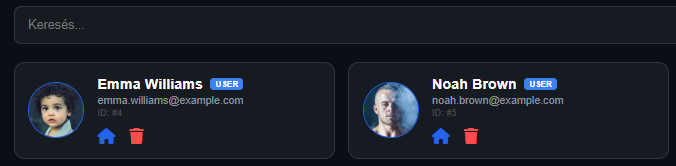 Keresés...
Emma Williams USER
emma.williams@example.com
ID: #4
Noah Brown USER
noah.brown@example.com
ID: #5